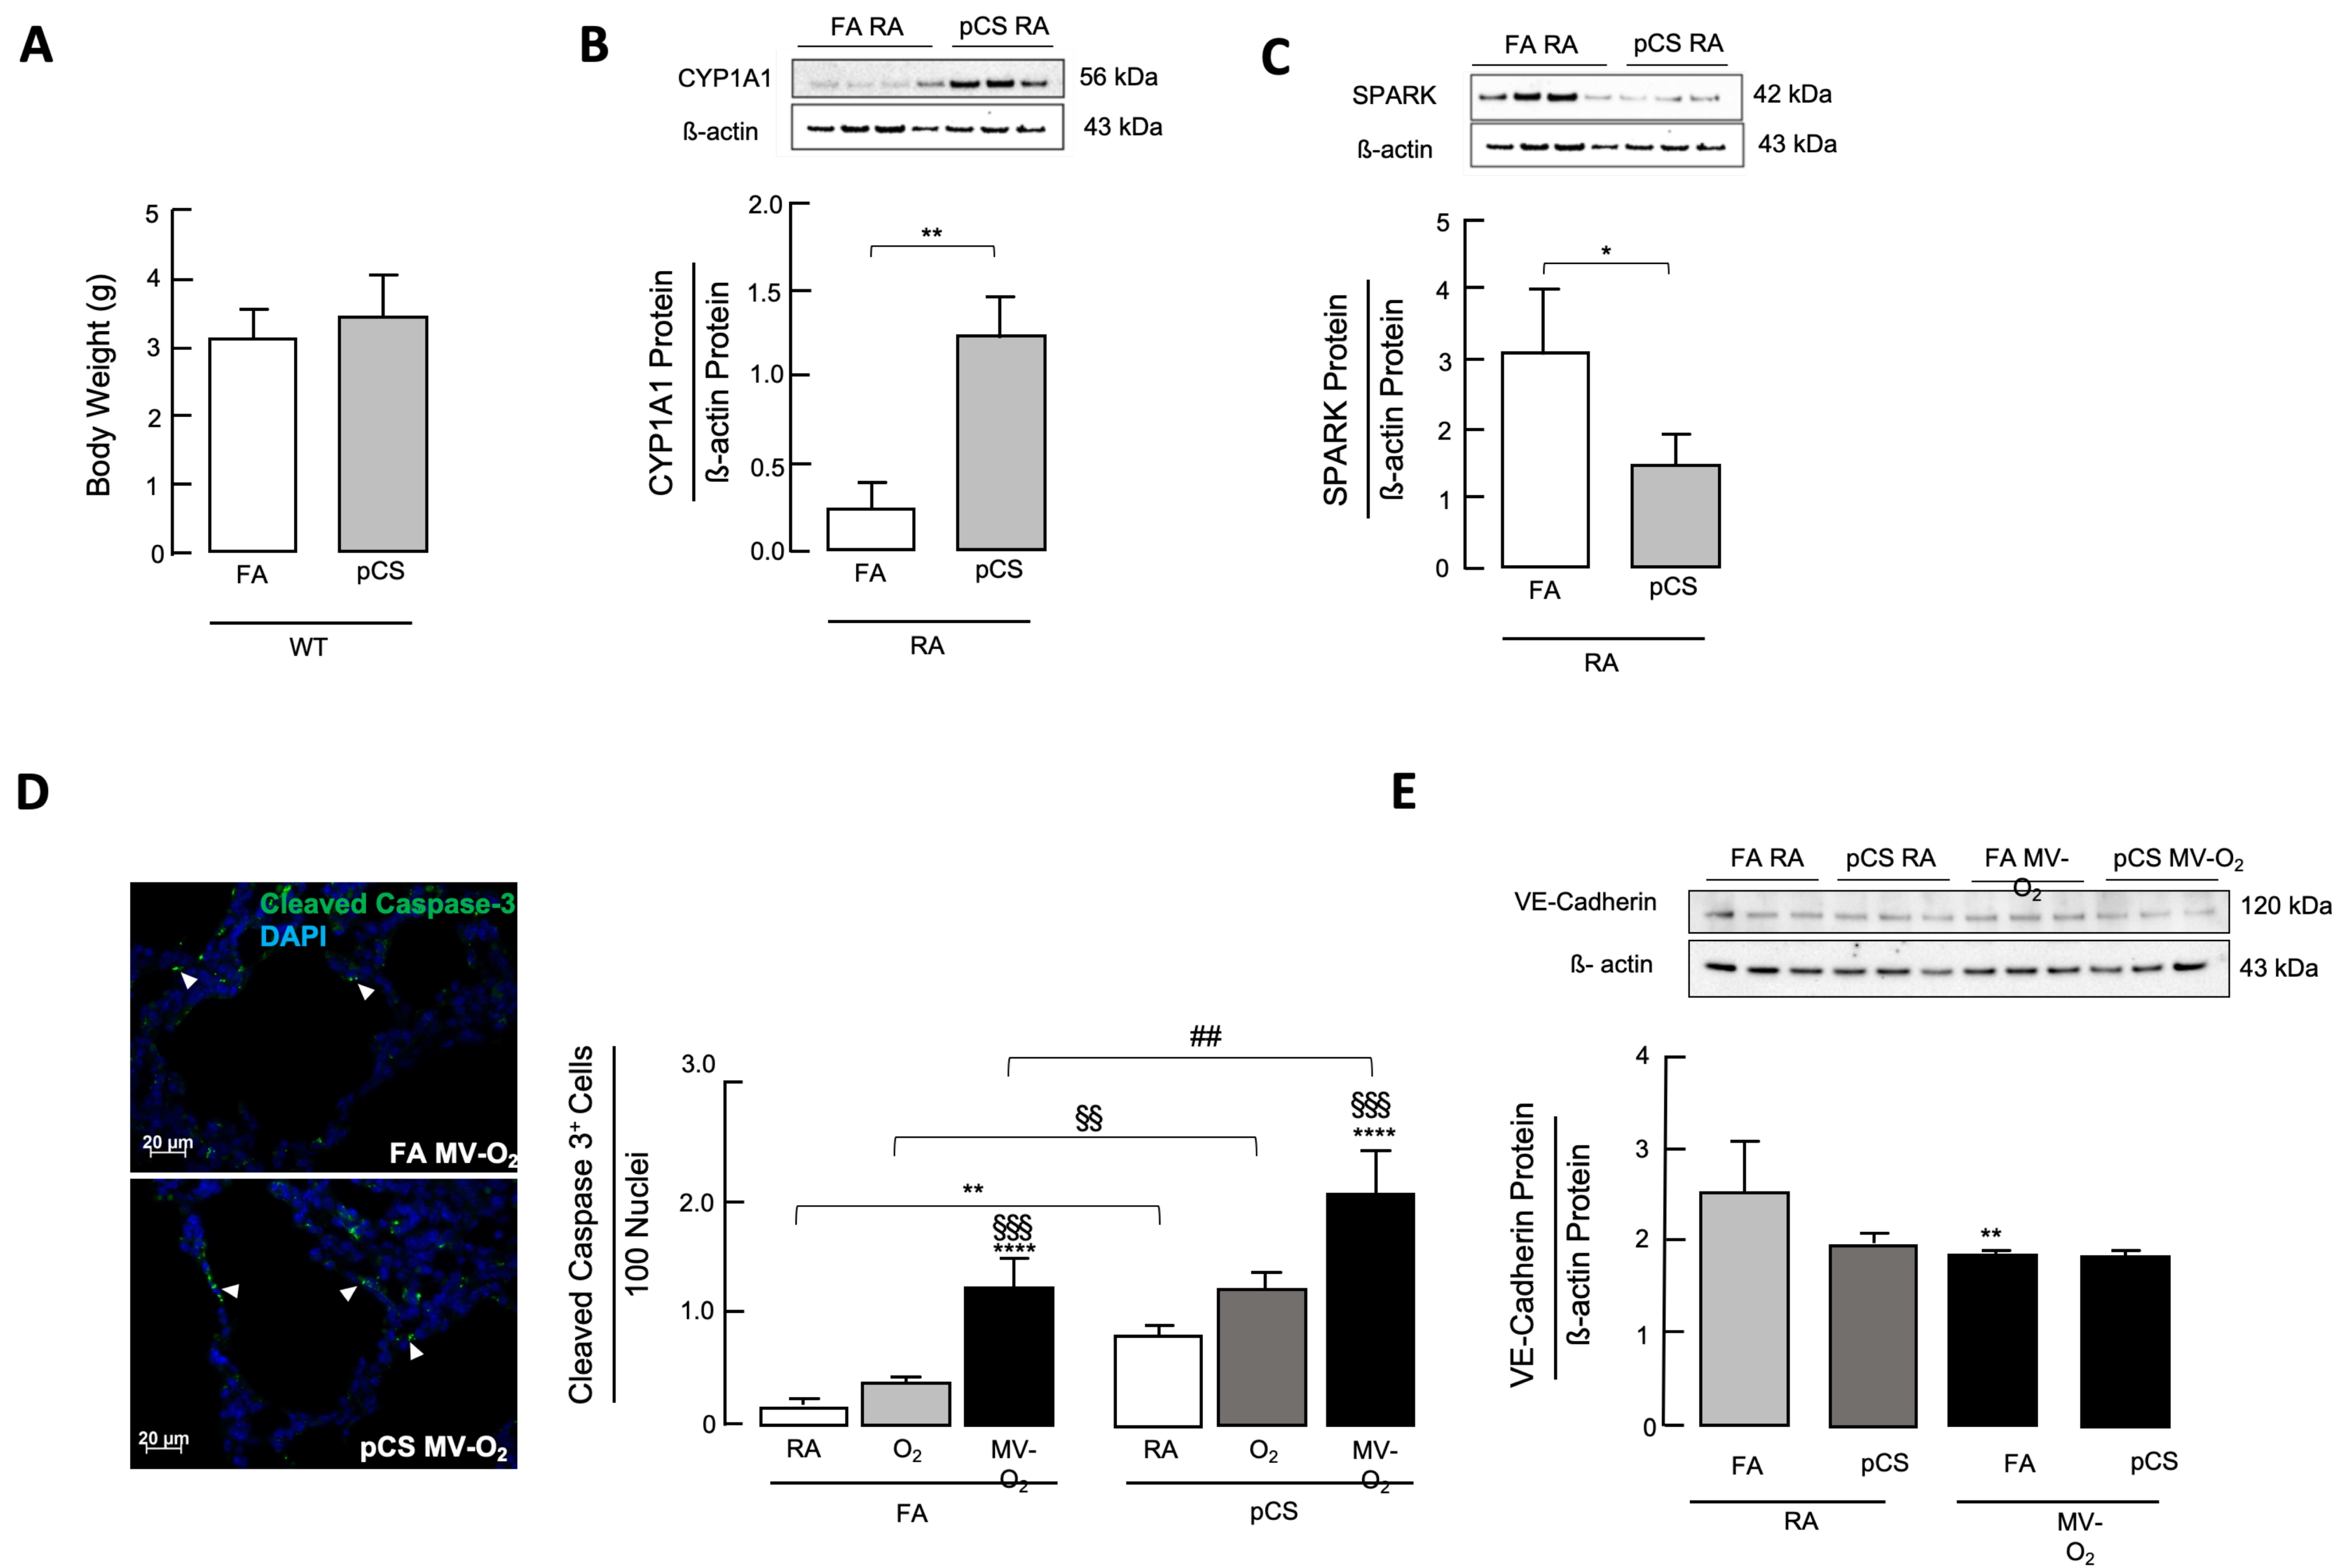 A
5
4
3
2
1
0
Body Weight (g)
FA
pCS
WT
B
FA RA
pCS RA
CYP1A1
56 kDa
ß-actin
43 kDa
2.0
1.5
1.0
0.5
0.0
CYP1A1 Protein
ß-actin Protein
**
FA
pCS
RA
C
FA RA
pCS RA
SPARK
42 kDa
ß-actin
43 kDa
5
4
3
2
1
0
SPARK Protein
ß-actin Protein
*
FA
pCS
RA
D
Cleaved Caspase-3
DAPI
20 µm
FA MV-O₂
20 µm
pCS MV-O₂
Cleaved Caspase 3⁺ Cells
100 Nuclei
3.0
2.0
1.0
0
##
§§
**
§§§
****
§§§
****
RA
O₂
MV-
O₂
RA
O₂
MV-
O₂
FA
pCS
E
FA RA
pCS RA
FA MV-
O₂
pCS MV-O₂
VE-Cadherin
120 kDa
ß- actin
43 kDa
4
3
2
1
0
VE-Cadherin Protein
ß-actin Protein
**
FA
pCS
FA
pCS
RA
MV-
O₂